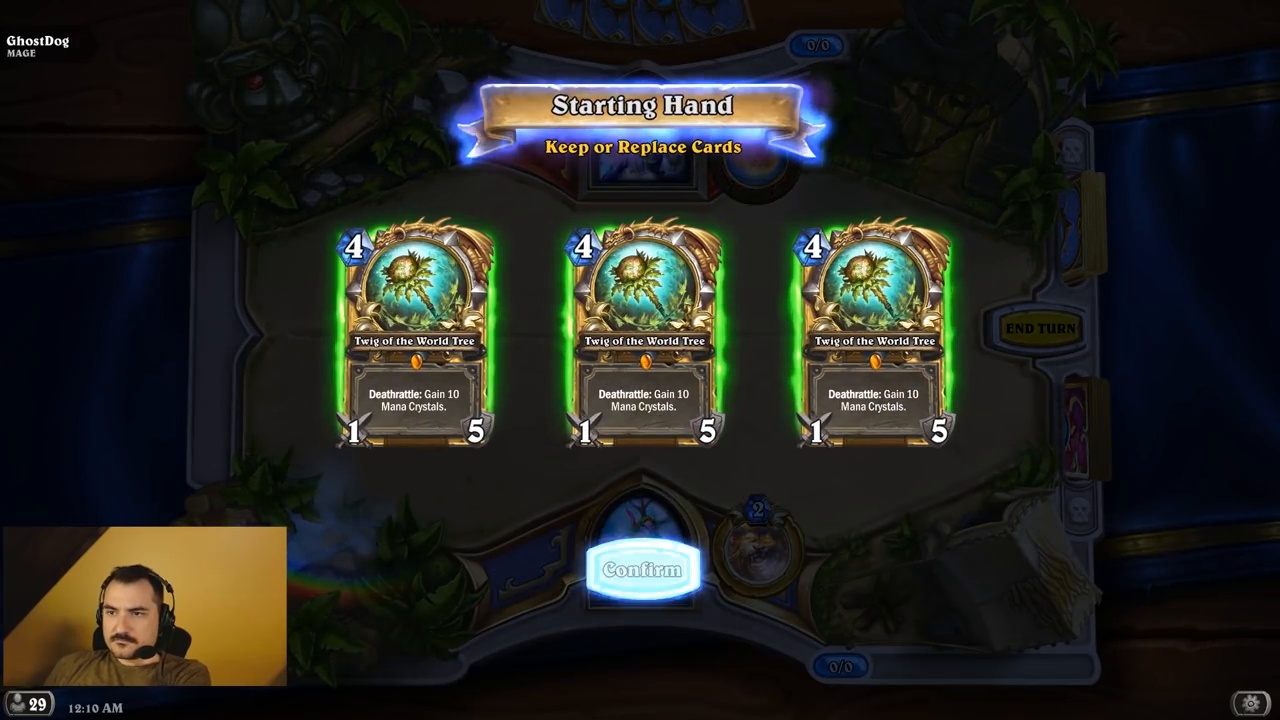 GhostDog
MAGE
0/0
Starting Hand
Keep or Replace Cards
4
Twig of the World Tree
Deathrattle: Gain 10
Mana Crystals.
1
5
4
Twig of the World Tree
Deathrattle: Gain 10
Mana Crystals.
1
5
4
Twig of the World Tree
Deathrattle: Gain 10
Mana Crystals.
1
5
END TURN
2
Confirm
0/0
29
12:10 AM